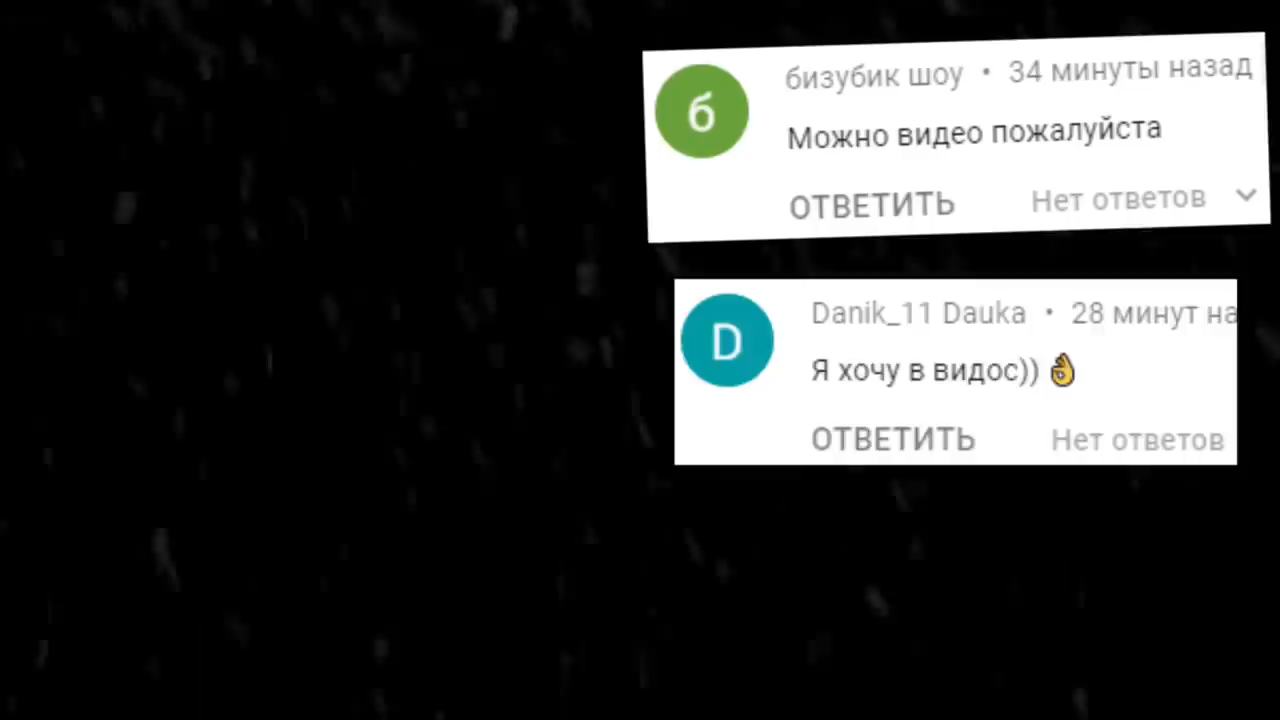 б
бизубик шоу • 34 минуты назад
Можно видео пожалуйста
ОТВЕТИТЬ Нет ответов
D
Danik_11 Dauka • 28 минут на
Я хочу в видос)) 👌
ОТВЕТИТЬ Нет ответов